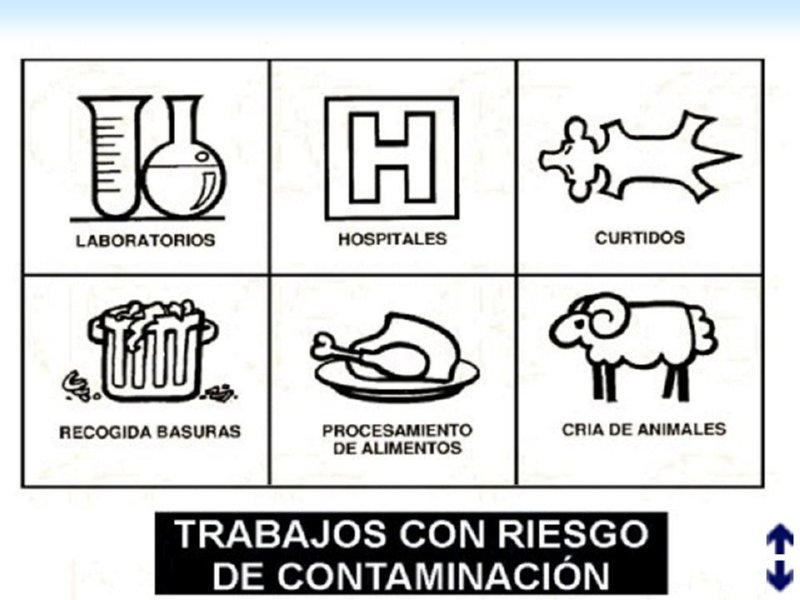 H
LABORATORIOS
HOSPITALES
CURTIDOS
RECOGIDA BASURAS
PROCESAMIENTO
DE ALIMENTOS
CRIA DE ANIMALES
TRABAJOS CON RIESGO
DE CONTAMINACIÓN